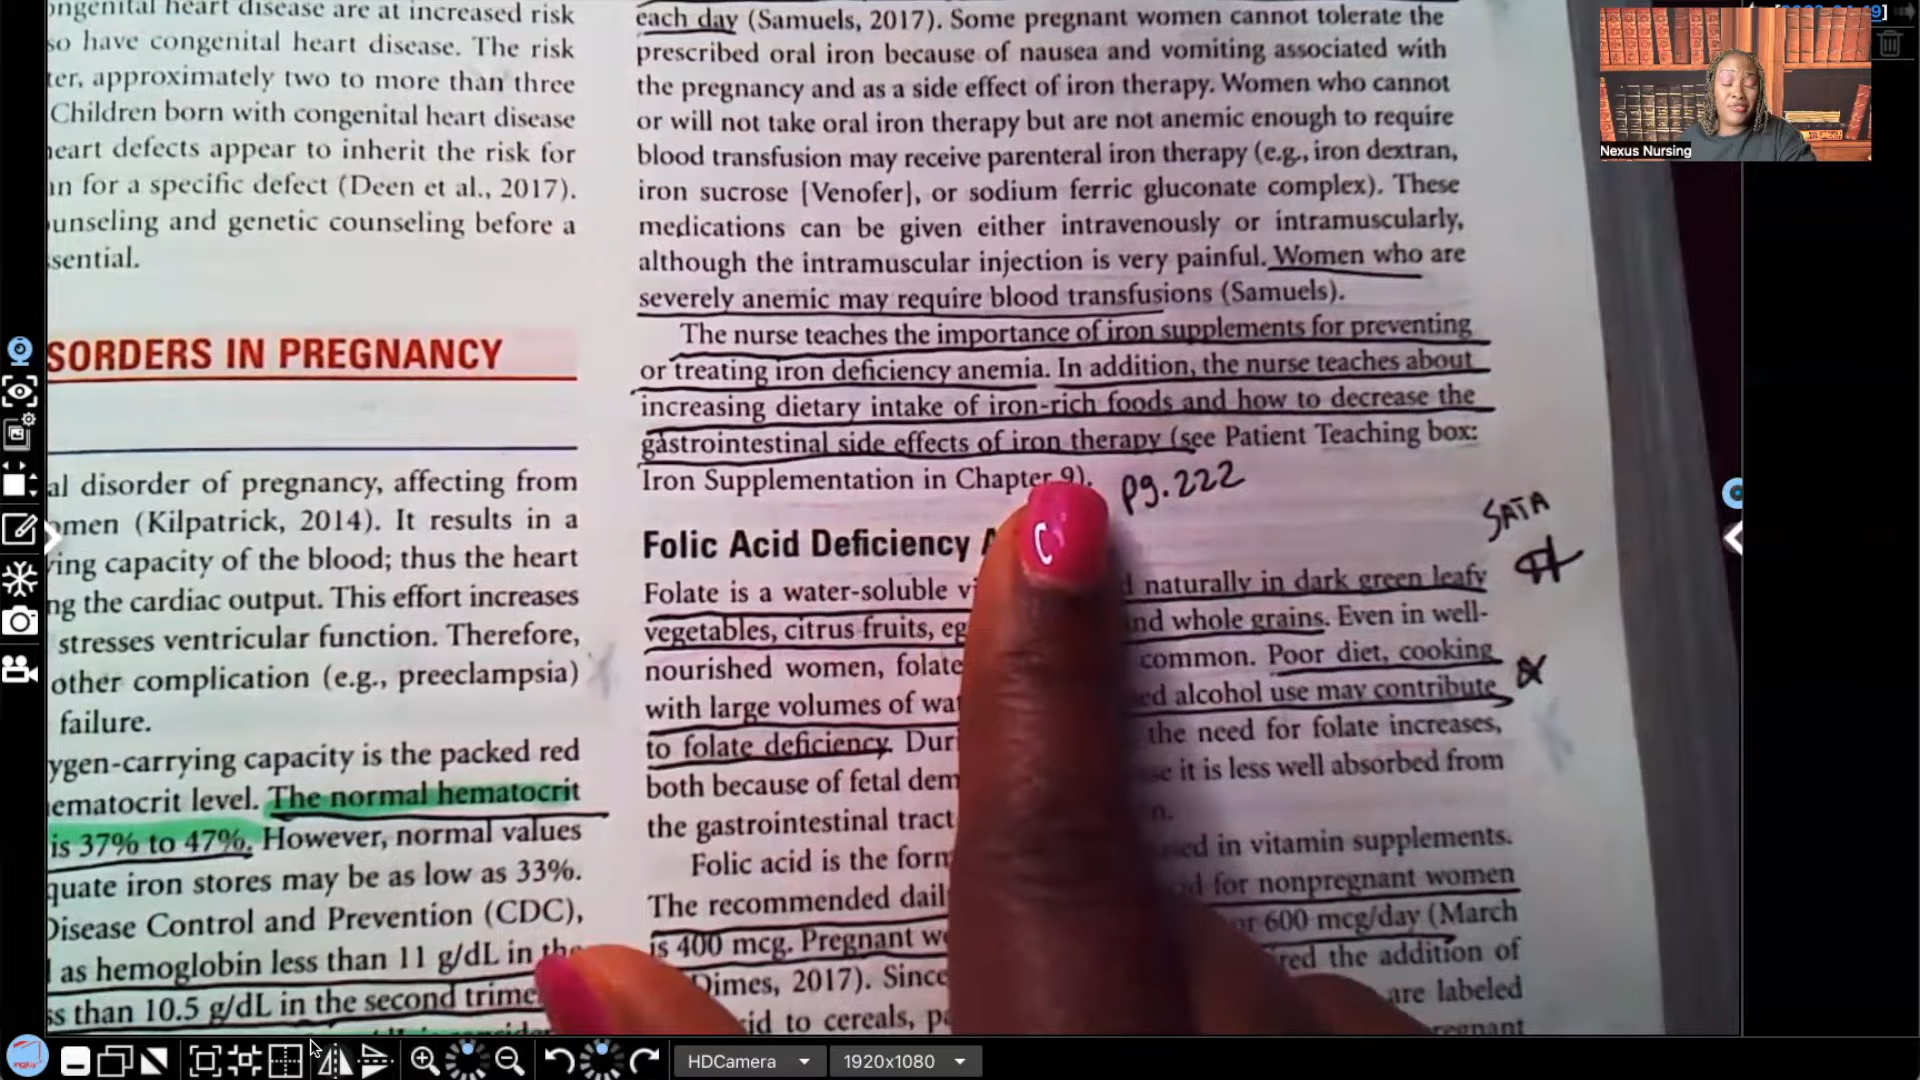 ongenital heart disease are at increased risk
so have congenital heart disease. The risk
ter, approximately two to more than three
Children born with congenital heart disease
heart defects appear to inherit the risk for
an for a specific defect (Deen et al., 2017).
ounseling and genetic counseling before a
sential.
SORDERS IN PREGNANCY
al disorder of pregnancy, affecting from
omen (Kilpatrick, 2014). It results in a
ying capacity of the blood; thus the heart
ng the cardiac output. This effort increases
stresses ventricular function. Therefore,
other complication (e.g., preeclampsia)
failure.
ygen-carrying capacity is the packed red
ematocrit level. The normal hematocrit
is 37% to 47%. However, normal values
quate iron stores may be as low as 33%.
Disease Control and Prevention (CDC),
as hemoglobin less than 11 g/dL in the
ss than 10.5 g/dL in the second trime
each day (Samuels, 2017). Some pregnant women cannot tolerate the
prescribed oral iron because of nausea and vomiting associated with
the pregnancy and as a side effect of iron therapy. Women who cannot
or will not take oral iron therapy but are not anemic enough to require
blood transfusion may receive parenteral iron therapy (e.g., iron dextran,
iron sucrose [Venofer], or sodium ferric gluconate complex). These
medications can be given either intravenously or intramuscularly,
although the intramuscular injection is very painful. Women who are
severely anemic may require blood transfusions (Samuels).
The nurse teaches the importance of iron supplements for preventing
or treating iron deficiency anemia. In addition, the nurse teaches about
increasing dietary intake of iron-rich foods and how to decrease the
gastrointestinal side effects of iron therapy (see Patient Teaching box:
Iron Supplementation in Chapter 9). pg.222
SATA
Folic Acid Deficiency A
Folate is a water-soluble vi d naturally in dark green leafy
vegetables, citrus fruits, eg nd whole grains. Even in well-
nourished women, folate common. Poor diet, cooking
with large volumes of wa ed alcohol use may contribute
to folate deficiency. Dur the need for folate increases,
both because of fetal dem se it is less well absorbed from
the gastrointestinal tract n.
Folic acid is the form sed in vitamin supplements.
The recommended dail d for nonpregnant women
is 400 mcg. Pregnant we or 600 mcg/day (March
Dimes, 2017). Since red the addition of
id to cereals, pa are labeled
regnant
Nexus Nursing
HDCamera
1920x1080